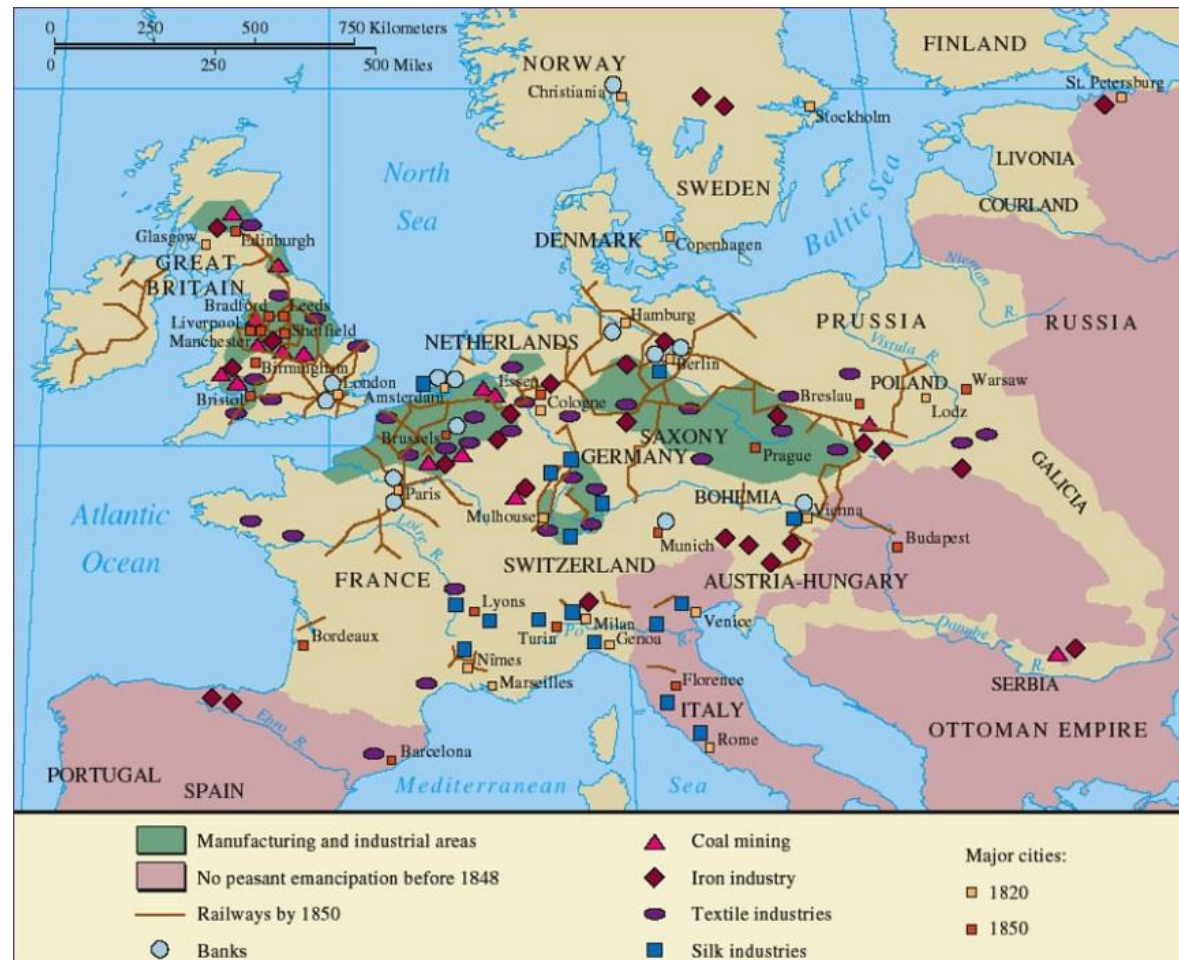 0 250 500 750 Kilometers
0 250 500 Miles
FINLAND
NORWAY
St. Petersburg
Christiania
Stockholm
North
Sea
LIVONIA
SWEDEN
Baltic Sea
COURLAND
Glasgow
Edinburgh
DENMARK
Copenhagen
GREAT
BRITAIN
Nieman R.
Bradford
Leeds
Hamburg
PRUSSIA
RUSSIA
Liverpool
Sheffield
Manchester
NETHERLANDS
Vistula R.
Birmingham
Berlin
London
Essen
POLAND
Warsaw
Bristol
Amsterdam
Cologne
Breslau
Lodz
Brussels
SAXONY
GERMANY
Prague
GALICIA
Paris
BOHEMIA
Atlantic
Ocean
Loire R.
Mulhouse
Vienna
Munich
Budapest
FRANCE
SWITZERLAND
AUSTRIA-HUNGARY
Lyons
Milan
Venice
Bordeaux
Turin
Po R.
Genoa
Danube R.
Nîmes
Marseilles
Florence
SERBIA
Ebro R.
ITALY
OTTOMAN EMPIRE
Rome
Barcelona
PORTUGAL
SPAIN
Mediterranean Sea
Manufacturing and industrial areas
No peasant emancipation before 1848
Railways by 1850
Banks
Coal mining
Iron industry
Textile industries
Silk industries
Major cities:
1820
1850